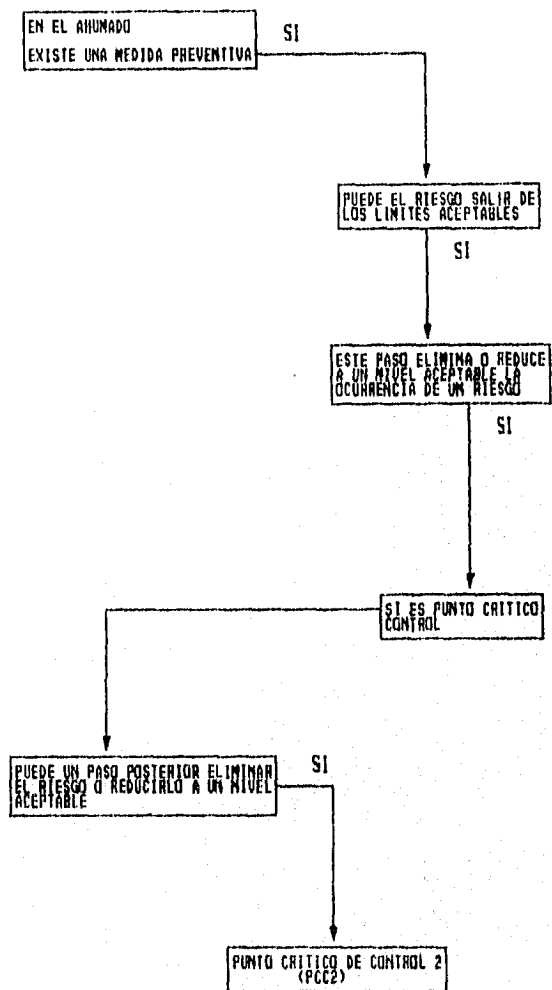 EN EL AHUMADO
EXISTE UNA MEDIDA PREVENTIVA
SI
PUEDE EL RIESGO SALIR DE
LOS LIMITES ACEPTABLES
SI
ESTE PASO ELIMINA O REDUCE
A UN NIVEL ACEPTABLE LA
OCURRENCIA DE UN RIESGO
SI
SI ES PUNTO CRITICO
CONTROL
PUEDE UN PASO POSTERIOR ELIMINAR
EL RIESGO O REDUCIRLO A UN NIVEL
ACEPTABLE
SI
PUNTO CRITICO DE CONTROL 2
(PCC2)